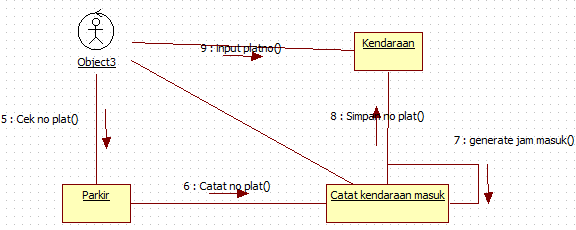 9 : Input platno()
Kendaraan
Object3
5 : Cek no plat()
8 : Simpan no plat()
7 : generate jam masuk()
6 : Catat no plat()
Parkir
Catat kendaraan masuk